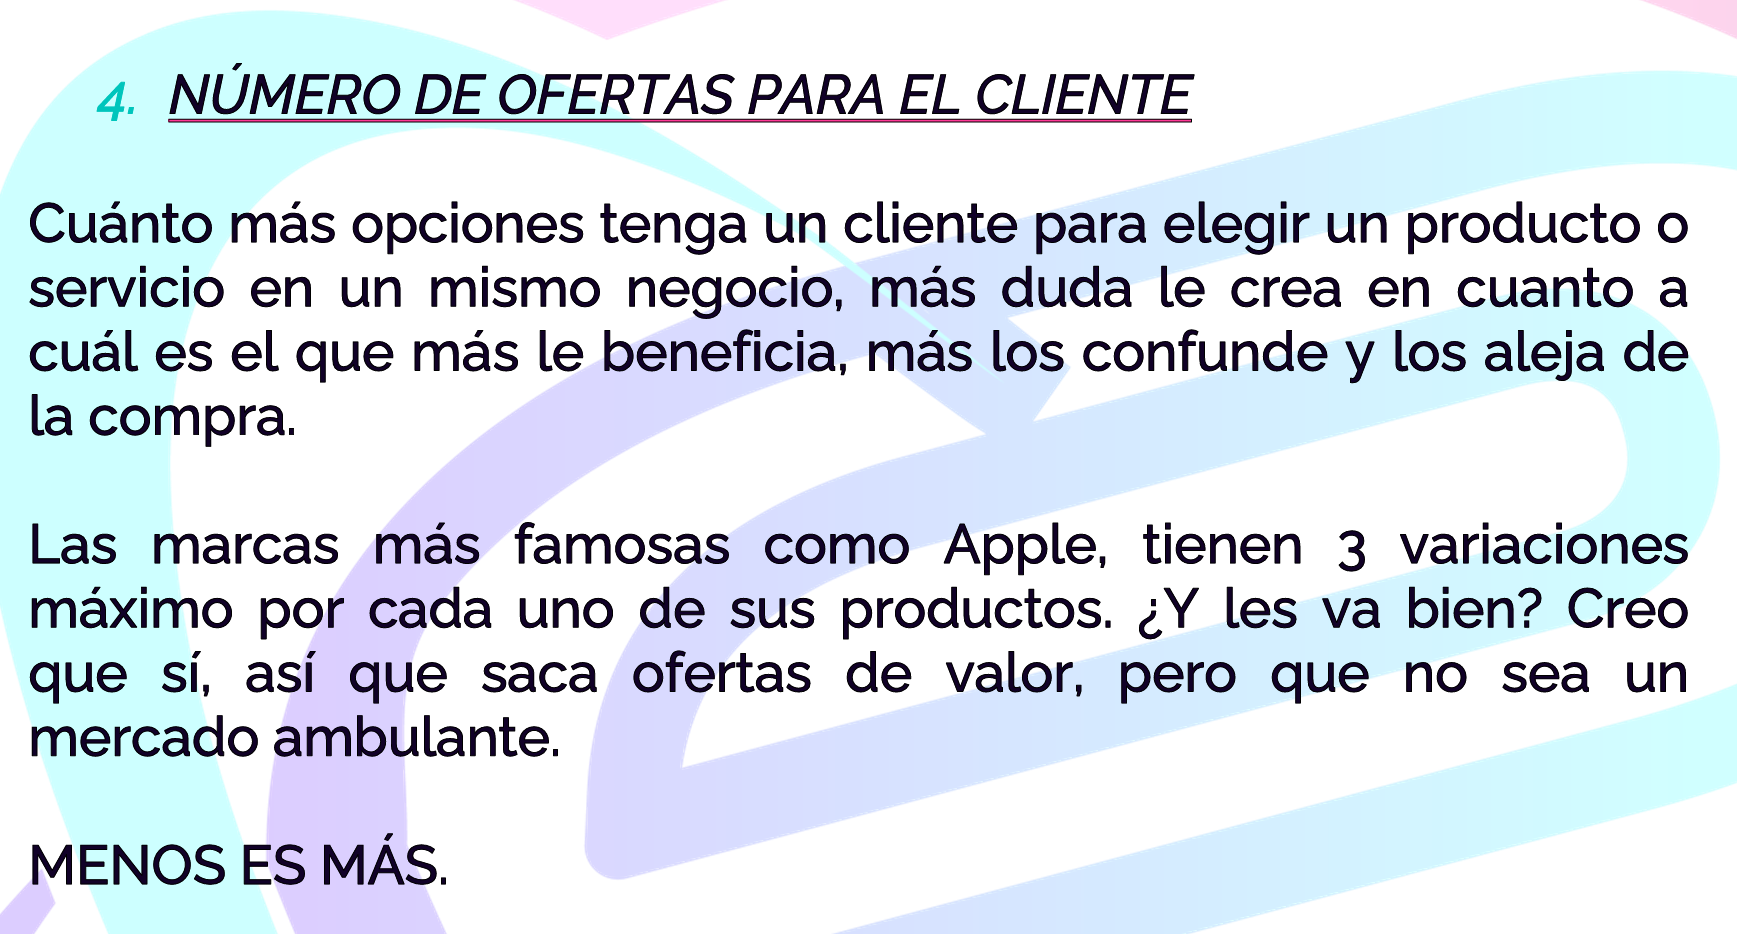 4. NÚMERO DE OFERTAS PARA EL CLIENTE
Cuánto más opciones tenga un cliente para elegir un producto o
servicio en un mismo negocio, más duda le crea en cuanto a
cuál es el que más le beneficia, más los confunde y los aleja de
la compra.
Las marcas más famosas como Apple, tienen 3 variaciones
máximo por cada uno de sus productos. ¿Y les va bien? Creo
que sí, así que saca ofertas de valor, pero que no sea un
mercado ambulante.
MENOS ES MÁS.